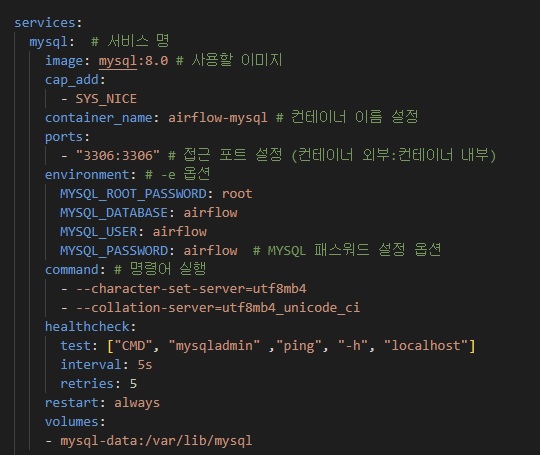 services:
  mysql:  # 서비스 명
    image: mysql:8.0 # 사용할 이미지
    cap_add:
      - SYS_NICE
    container_name: airflow-mysql # 컨테이너 이름 설정
    ports:
      - "3306:3306" # 접근 포트 설정 (컨테이너 외부:컨테이너 내부)
    environment: # -e 옵션
      MYSQL_ROOT_PASSWORD: root
      MYSQL_DATABASE: airflow
      MYSQL_USER: airflow
      MYSQL_PASSWORD: airflow  # MYSQL 패스워드 설정 옵션
    command: # 명령어 실행
      - --character-set-server=utf8mb4
      - --collation-server=utf8mb4_unicode_ci
    healthcheck:
      test: ["CMD", "mysqladmin" ,"ping", "-h", "localhost"]
      interval: 5s
      retries: 5
    restart: always
    volumes:
    - mysql-data:/var/lib/mysql